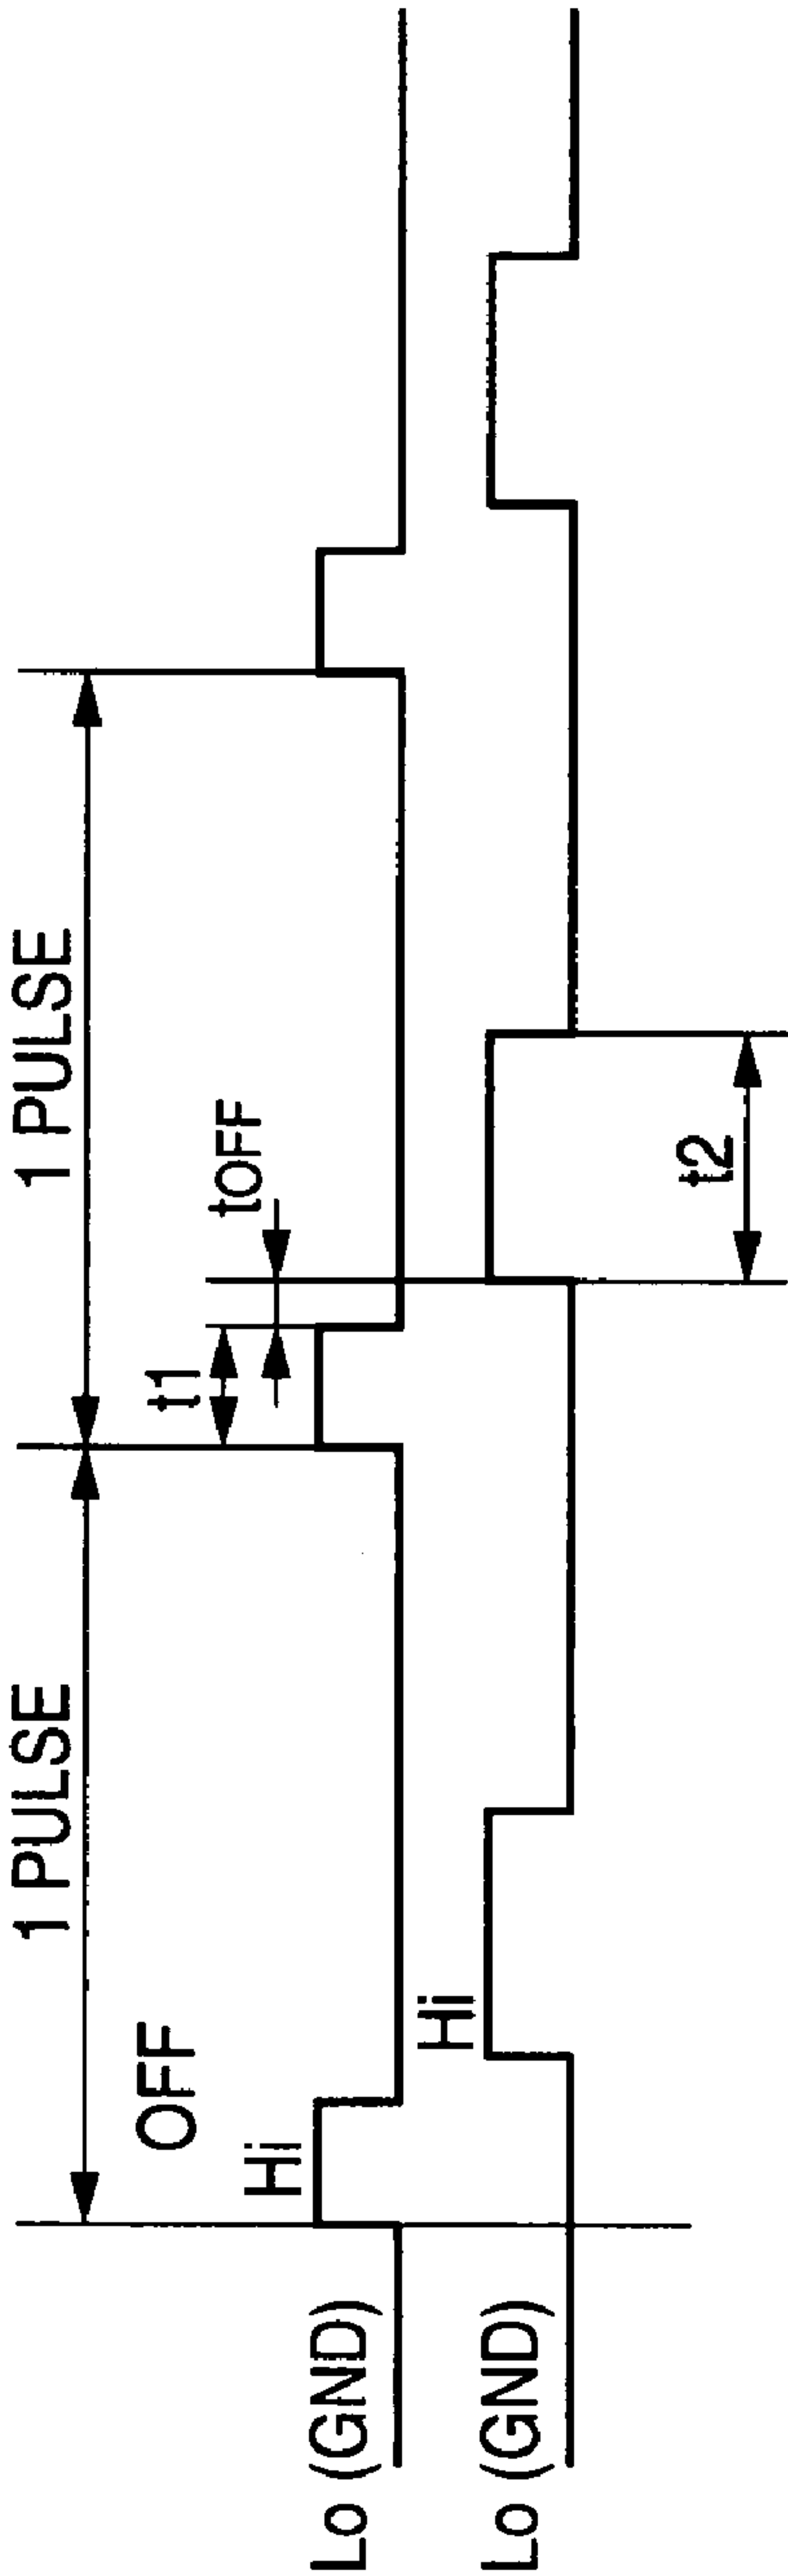 1 PULSE
1 PULSE
OFF
t1
tOFF
Hi
Lo (GND)
Hi
Lo (GND)
t2